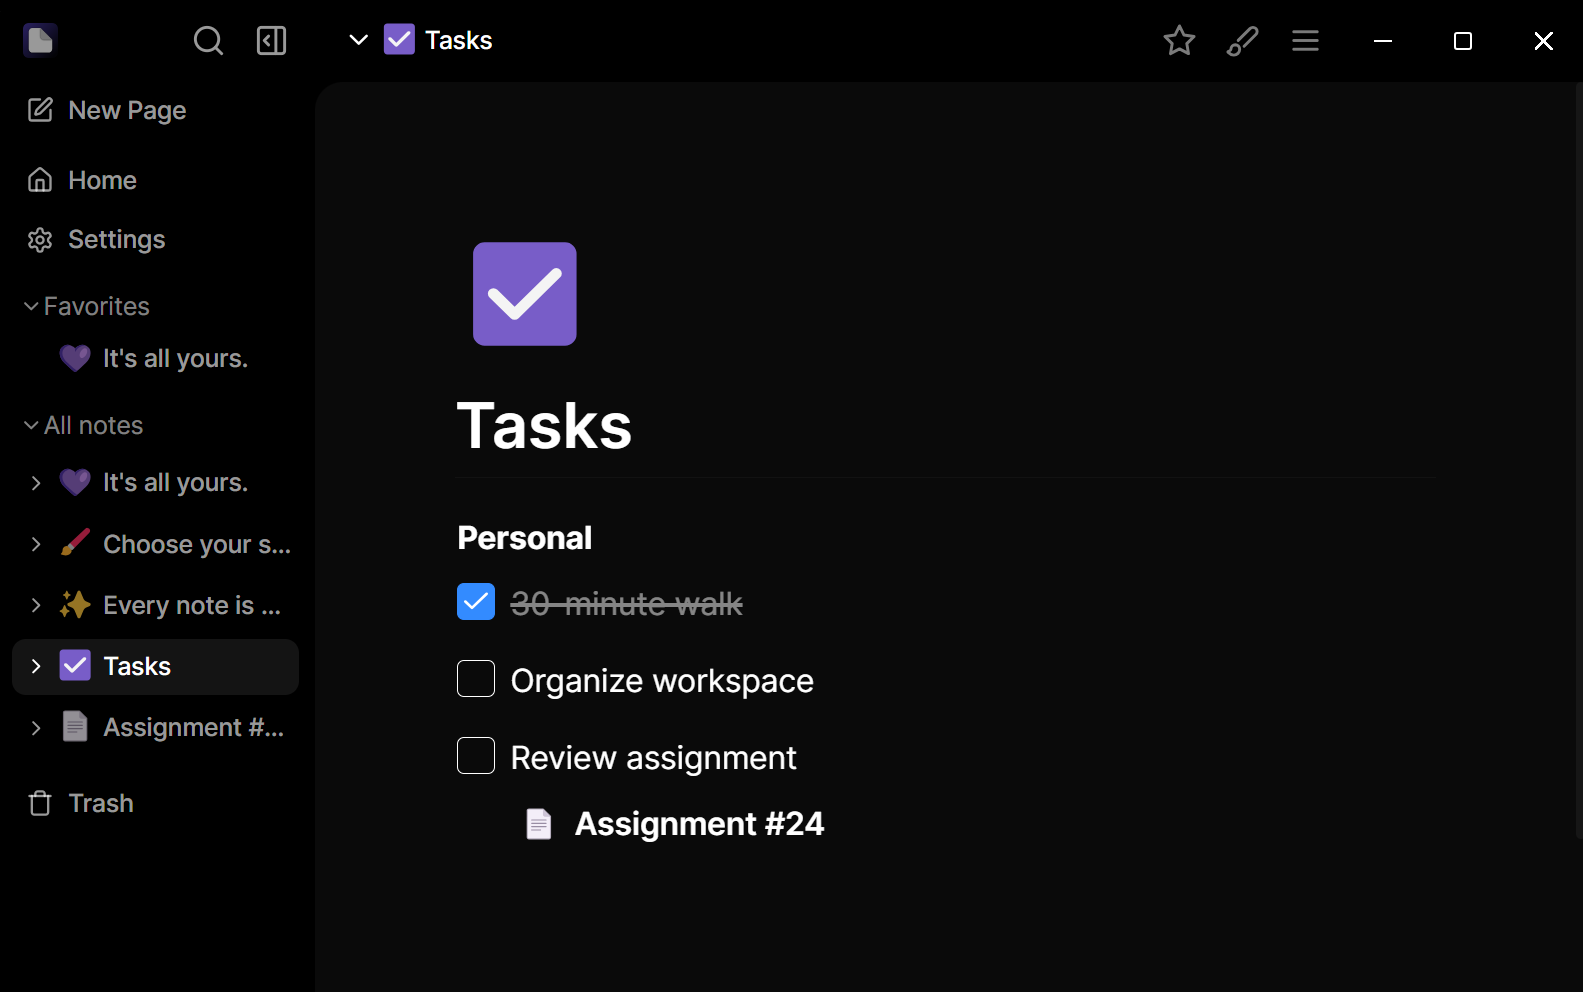 Tasks
New Page
Home
Settings
Favorites
It's all yours.
All notes
It's all yours.
Choose your s...
Every note is ...
Tasks
Assignment #...
Trash
Tasks
Personal
30-minute walk
Organize workspace
Review assignment
Assignment #24